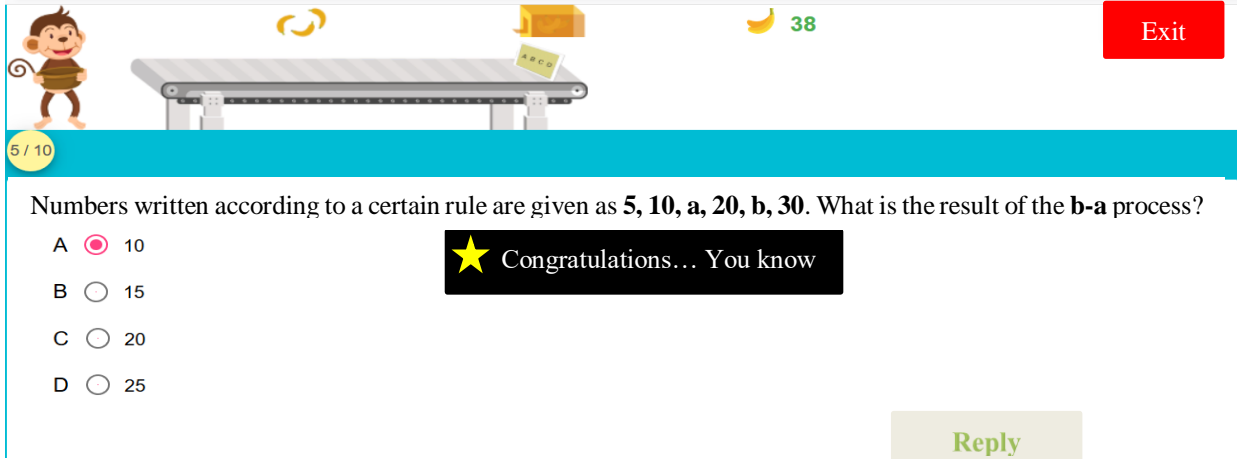 38
Exit
A B C D
5 / 10
Numbers written according to a certain rule are given as 5, 10, a, 20, b, 30. What is the result of the b-a process?
A 10
Congratulations… You know
B 15
C 20
D 25
Reply